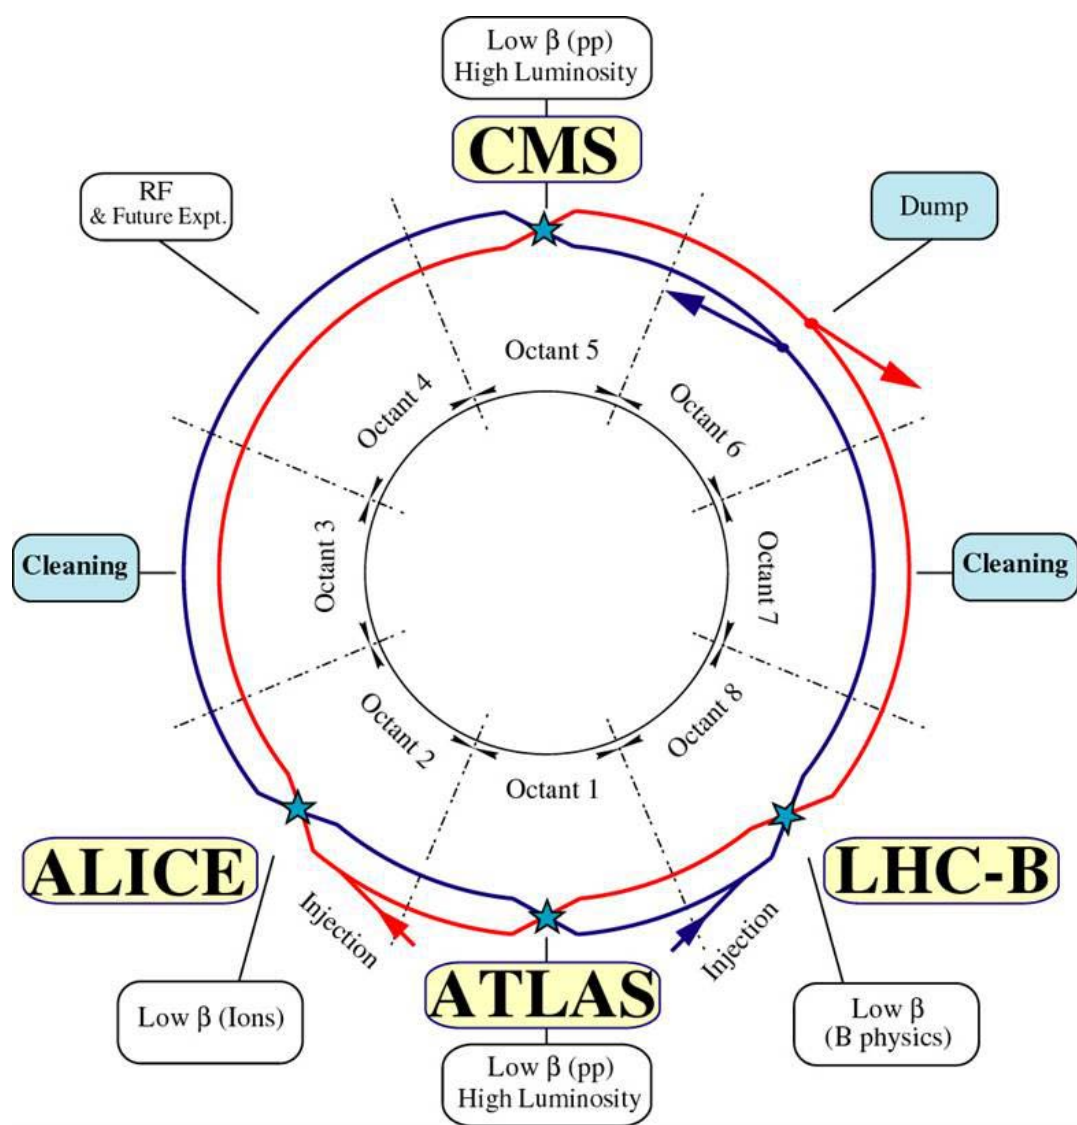 Low β (pp)
High Luminosity
CMS
RF
& Future Expt.
Dump
Octant 5
Octant 4
Octant 6
Cleaning
Octant 3
Octant 7
Cleaning
Octant 2
Octant 8
Octant 1
ALICE
LHC-B
Injection
Injection
ATLAS
Low β (Ions)
Low β
(B physics)
Low β (pp)
High Luminosity